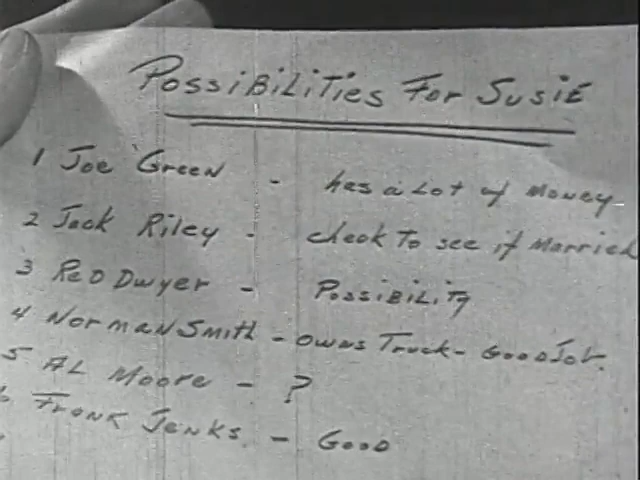 Possibilities For Susie
1 Joe Green - has a Lot of Money
2 Jack Riley - check To see if Married
3 Red Dwyer - Possibility
4 Norman Smith - owns Truck - Good Job.
5 AL Moore - ?
6 Frank Jenks - Good